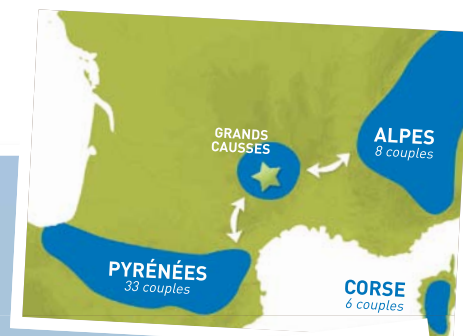 GRANDS
CAUSSES
ALPES
8 couples
PYRÉNÉES
33 couples
CORSE
6 couples